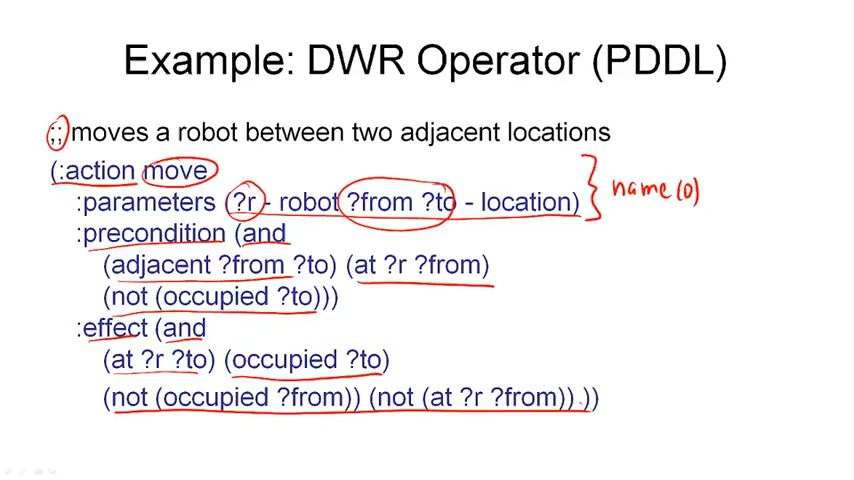 Example: DWR Operator (PDDL)
;; moves a robot between two adjacent locations
(:action move
:parameters (?r - robot ?from ?to - location)
name(o)
:precondition (and
(adjacent ?from ?to) (at ?r ?from)
(not (occupied ?to)))
:effect (and
(at ?r ?to) (occupied ?to)
(not (occupied ?from)) (not (at ?r ?from)) ))